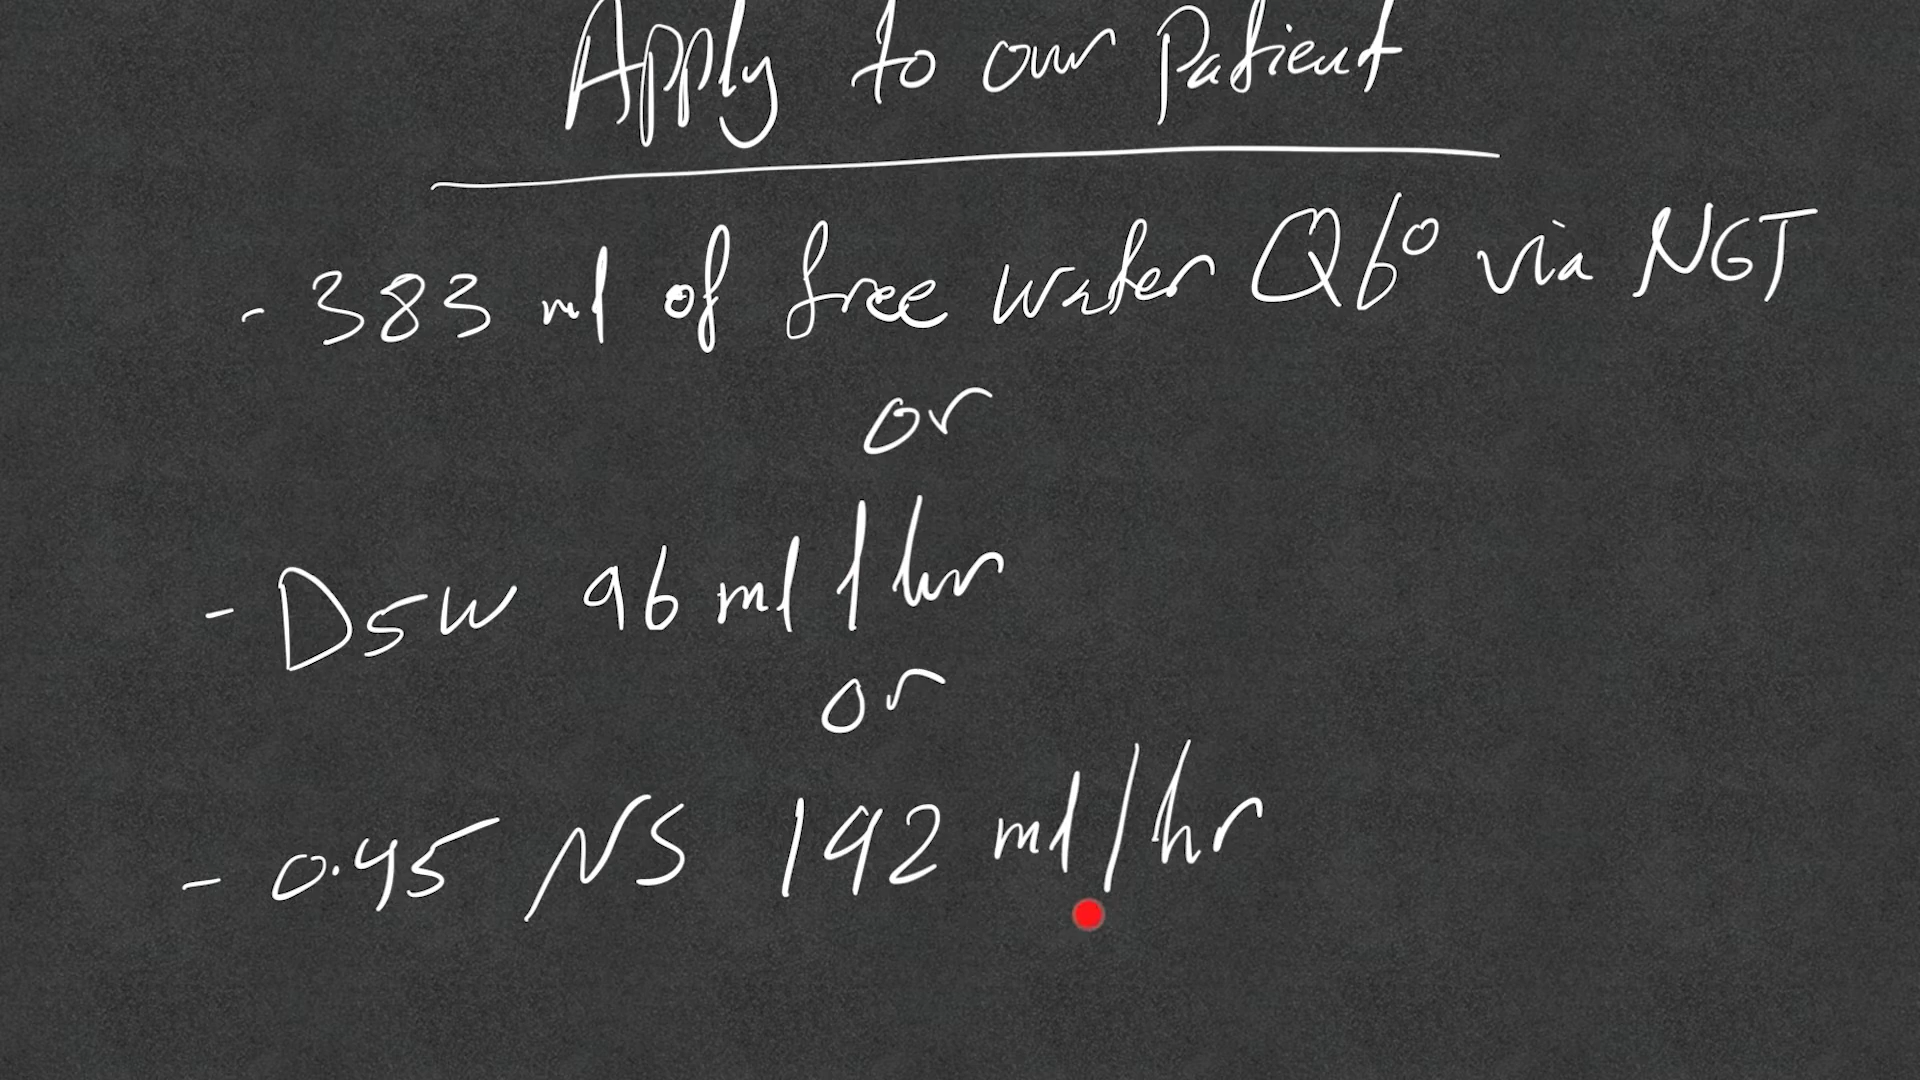 Apply to our patient
- 383 ml of free water Q6° via NGT
or
- D5W 96 ml/hr
or
- 0.45 NS 192 ml/hr